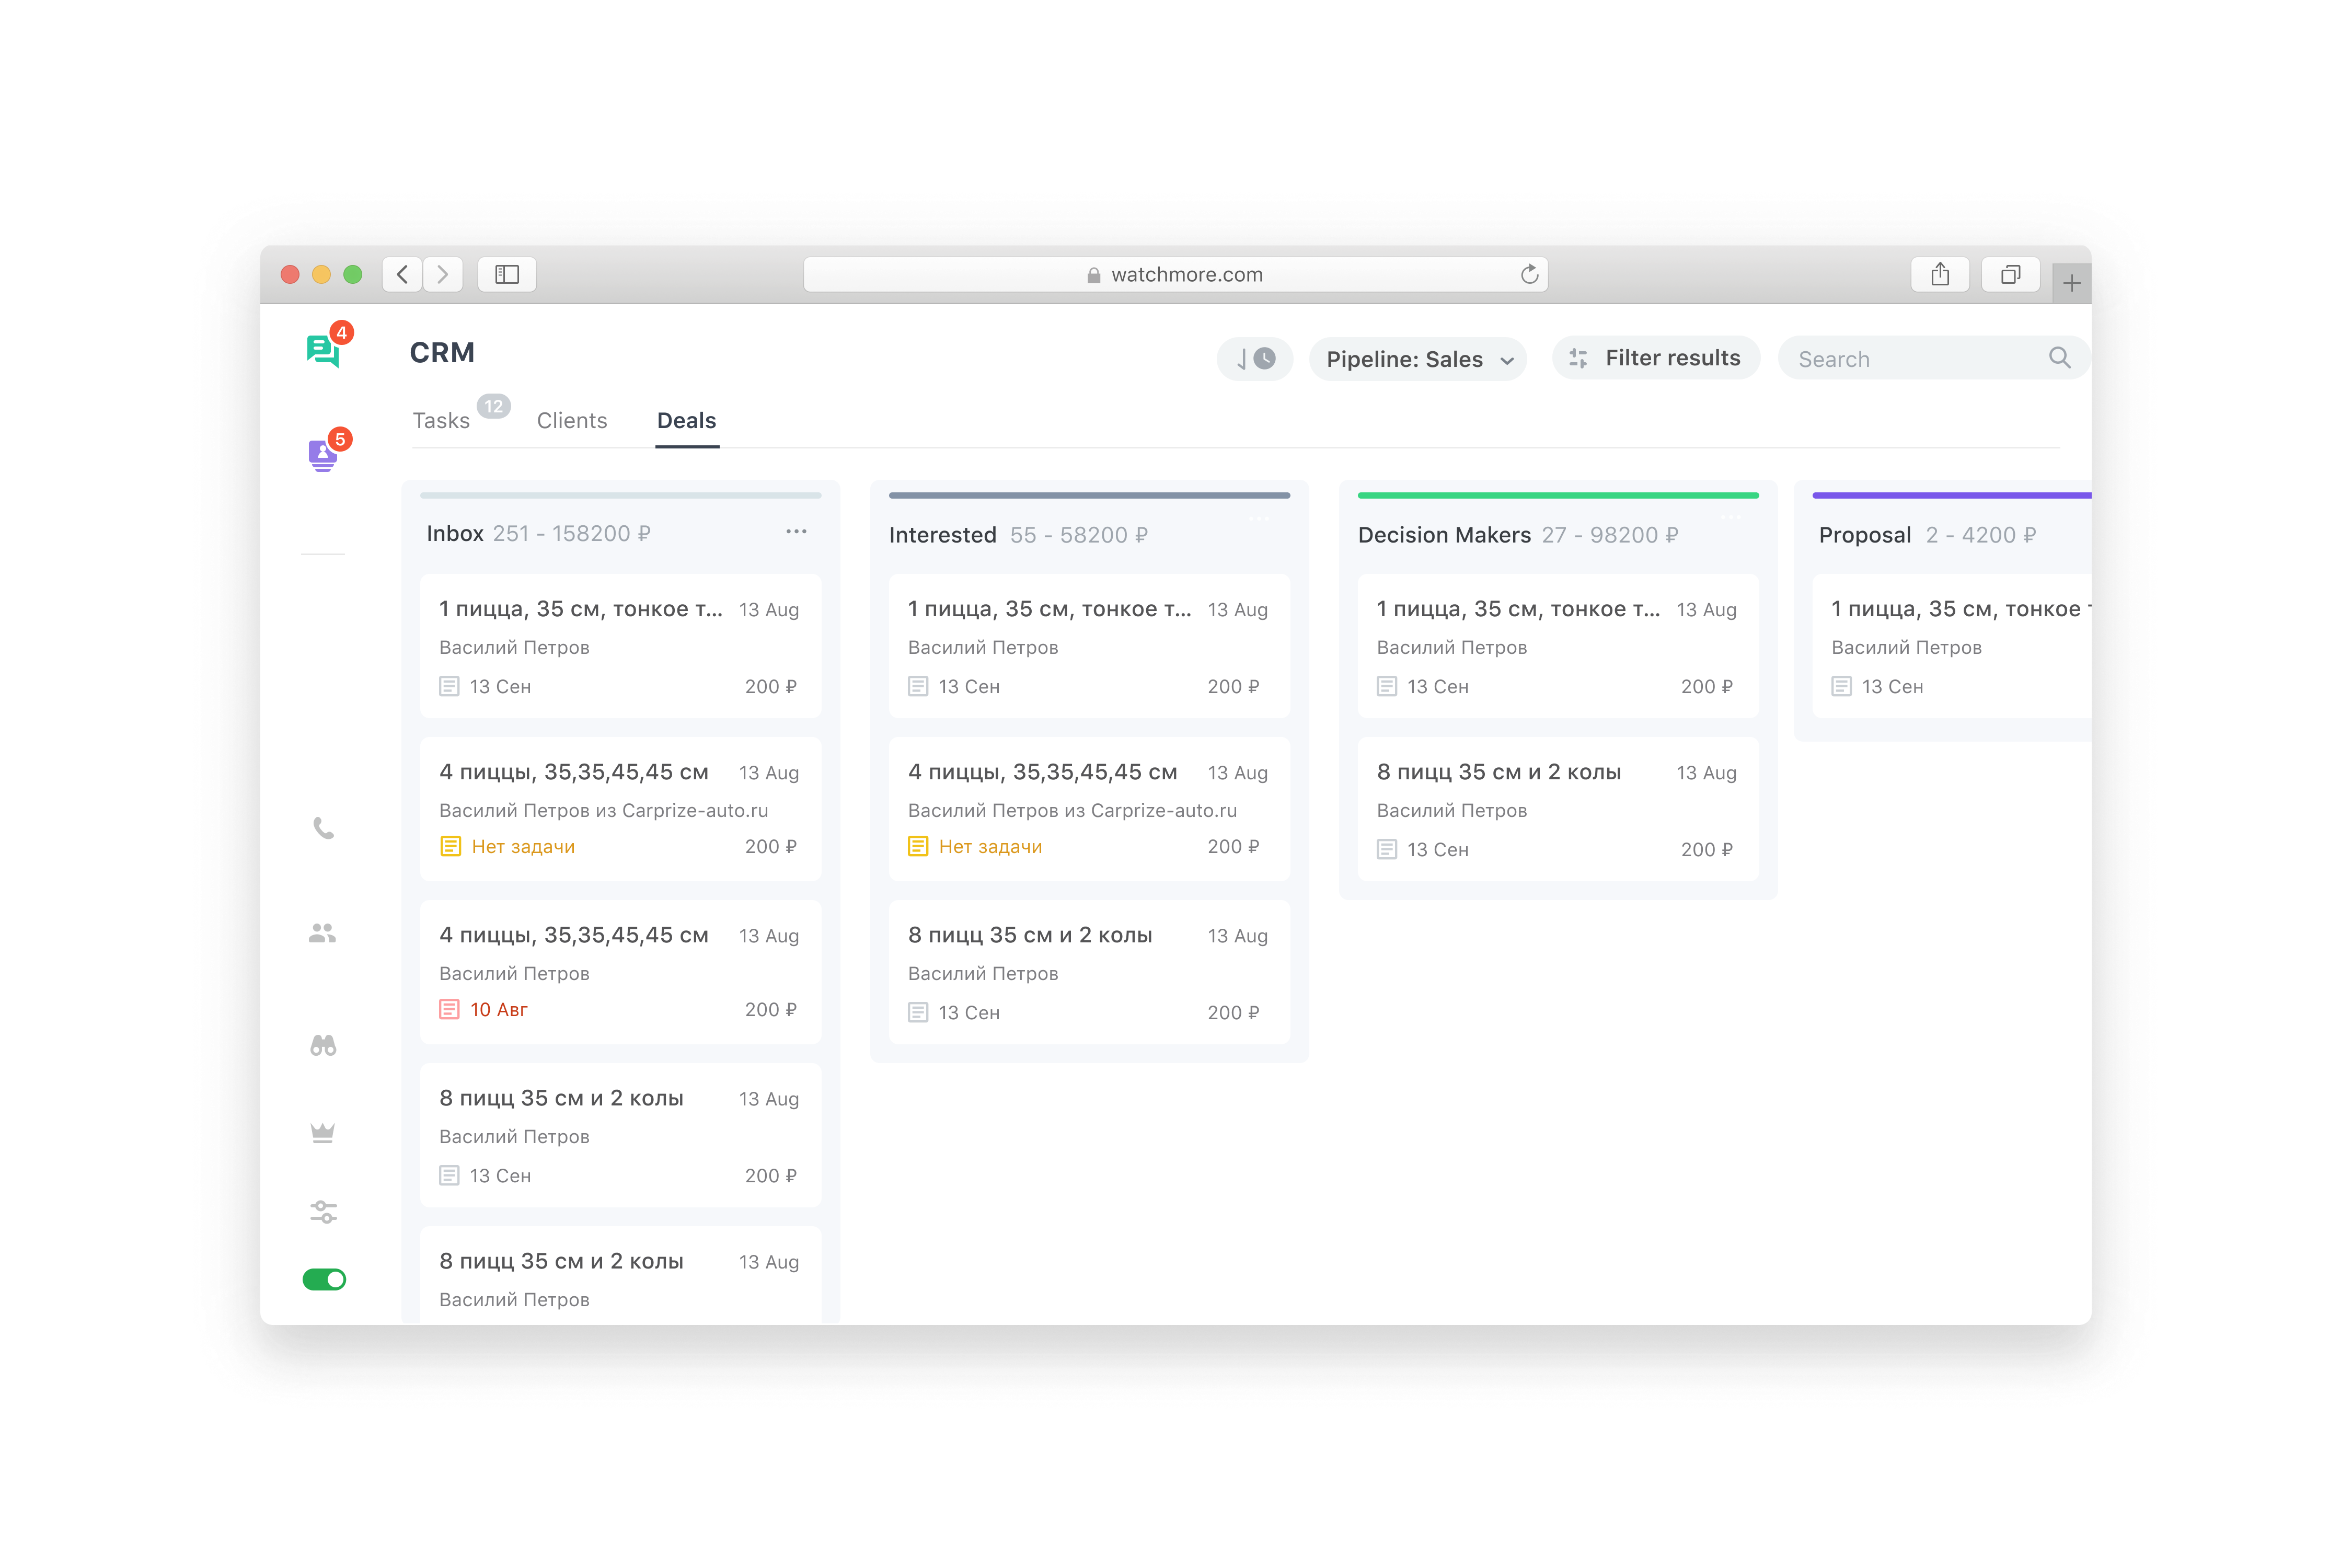 watchmore.com
4
CRM
Pipeline: Sales
Filter results
Search
Tasks 12
Clients
Deals
5
Inbox 251 - 158200 ₽
1 пицца, 35 см, тонкое т... 13 Aug
Василий Петров
13 Сен 200 ₽
4 пиццы, 35,35,45,45 см 13 Aug
Василий Петров из Carprize-auto.ru
Нет задачи 200 ₽
4 пиццы, 35,35,45,45 см 13 Aug
Василий Петров
10 Авг 200 ₽
8 пицц 35 см и 2 колы 13 Aug
Василий Петров
13 Сен 200 ₽
8 пицц 35 см и 2 колы 13 Aug
Василий Петров
Interested 55 - 58200 ₽
1 пицца, 35 см, тонкое т... 13 Aug
Василий Петров
13 Сен 200 ₽
4 пиццы, 35,35,45,45 см 13 Aug
Василий Петров из Carprize-auto.ru
Нет задачи 200 ₽
8 пицц 35 см и 2 колы 13 Aug
Василий Петров
13 Сен 200 ₽
Decision Makers 27 - 98200 ₽
1 пицца, 35 см, тонкое т... 13 Aug
Василий Петров
13 Сен 200 ₽
8 пицц 35 см и 2 колы 13 Aug
Василий Петров
13 Сен 200 ₽
Proposal 2 - 4200 ₽
1 пицца, 35 см, тонкое
Василий Петров
13 Сен